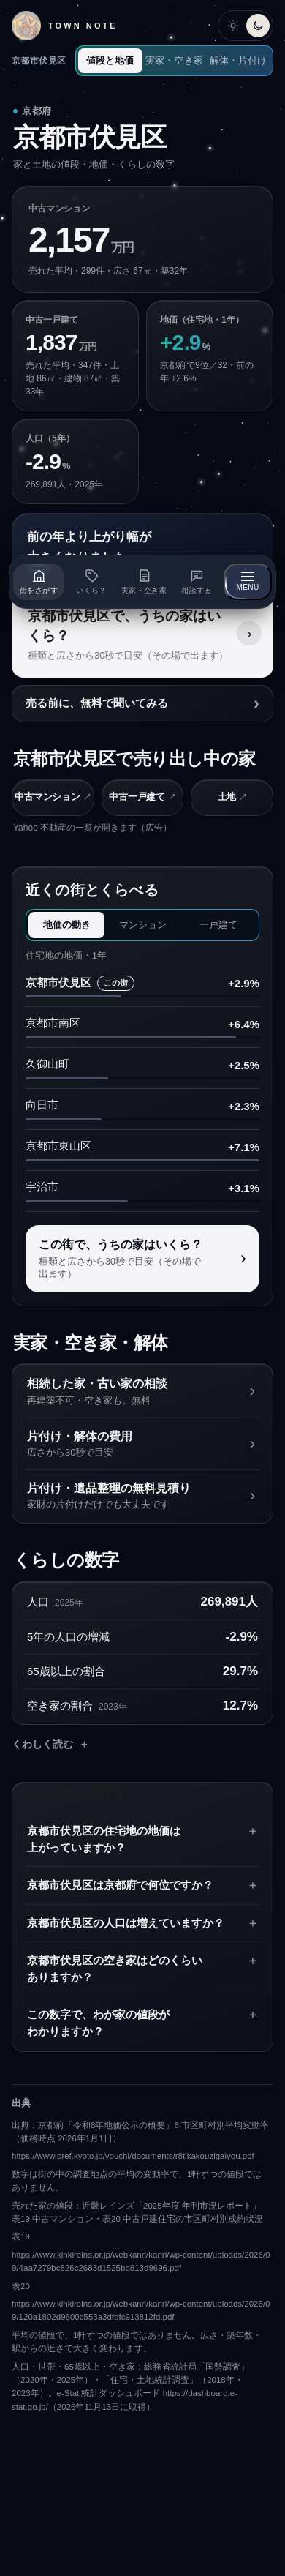 TOWN NOTE
京都市伏見区
値段と地価
実家・空き家
解体・片付け
京都府
京都市伏見区
家と土地の値段・地価・くらしの数字
中古マンション
2,157万円
売れた平均・299件・広さ 67㎡・築32年
中古一戸建て
1,837万円
売れた平均・347件・土
地 86㎡・建物 87㎡・築
33年
地価（住宅地・1年）
+2.9%
京都府で9位／32・前の
年 +2.6%
人口（5年）
-2.9%
269,891人・2025年
前の年より上がり幅が
街をさがす
いくら？
実家・空き家
相談する
MENU
京都市伏見区で、うちの家はい
くら？
種類と広さから30秒で目安（その場で出ます）
売る前に、無料で聞いてみる
京都市伏見区で売り出し中の家
中古マンション ↗
中古一戸建て ↗
土地 ↗
Yahoo!不動産の一覧が開きます（広告）
近くの街とくらべる
地価の動き
マンション
一戸建て
住宅地の地価・1年
京都市伏見区 この街 +2.9%
京都市南区 +6.4%
久御山町 +2.5%
向日市 +2.3%
京都市東山区 +7.1%
宇治市 +3.1%
この街で、うちの家はいくら？
種類と広さから30秒で目安（その場で
出ます）
実家・空き家・解体
相続した家・古い家の相談
再建築不可・空き家も。無料
片付け・解体の費用
広さから30秒で目安
片付け・遺品整理の無料見積り
家財の片付けだけでも大丈夫です
くらしの数字
人口 2025年 269,891人
5年の人口の増減 -2.9%
65歳以上の割合 29.7%
空き家の割合 2023年 12.7%
くわしく読む +
京都市伏見区の住宅地の地価は
上がっていますか？ +
京都市伏見区は京都府で何位ですか？ +
京都市伏見区の人口は増えていますか？ +
京都市伏見区の空き家はどのくらい
ありますか？ +
この数字で、わが家の値段が
わかりますか？ +
出典
出典：京都府「令和8年地価公示の概要」6 市区町村別平均変動率
（価格時点 2026年1月1日）
https://www.pref.kyoto.jp/youchi/documents/r8tikakouzigaiyou.pdf
数字は街の中の調査地点の平均の変動率で、1軒ずつの値段では
ありません。
売れた家の値段：近畿レインズ「2025年度 年刊市況レポート」
表19 中古マンション・表20 中古戸建住宅の市区町村別成約状況
表19
https://www.kinkireins.or.jp/webkanri/kanri/wp-content/uploads/2026/0
9/4aa7279bc826c2683d1525bd813d9696.pdf
表20
https://www.kinkireins.or.jp/webkanri/kanri/wp-content/uploads/2026/0
9/120a1802d9600c553a3dfbfc913812fd.pdf
平均の値段で、1軒ずつの値段ではありません。広さ・築年数・
駅からの近さで大きく変わります。
人口・世帯・65歳以上・空き家：総務省統計局「国勢調査」
（2020年・2025年）・「住宅・土地統計調査」（2018年・
2023年）。e-Stat 統計ダッシュボード https://dashboard.e-
stat.go.jp/（2026年11月13日に取得）